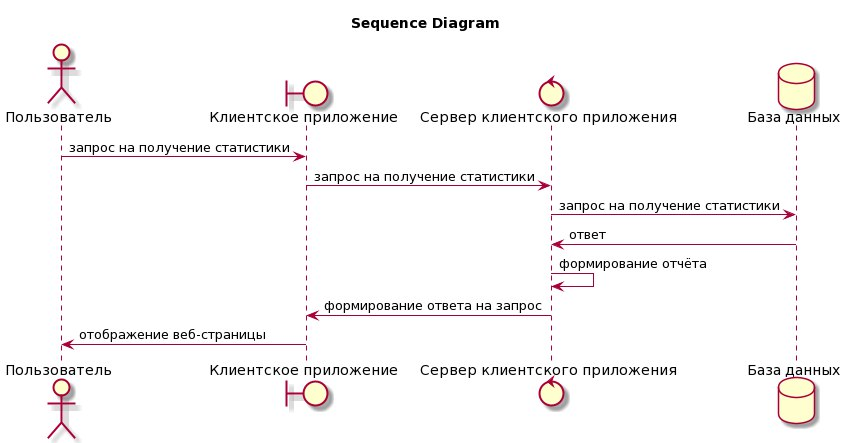 Sequence Diagram
Пользователь
Клиентское приложение
Сервер клиентского приложения
База данных
запрос на получение статистики
запрос на получение статистики
запрос на получение статистики
ответ
формирование отчёта
формирование ответа на запрос
отображение веб-страницы
Пользователь
Клиентское приложение
Сервер клиентского приложения
База данных